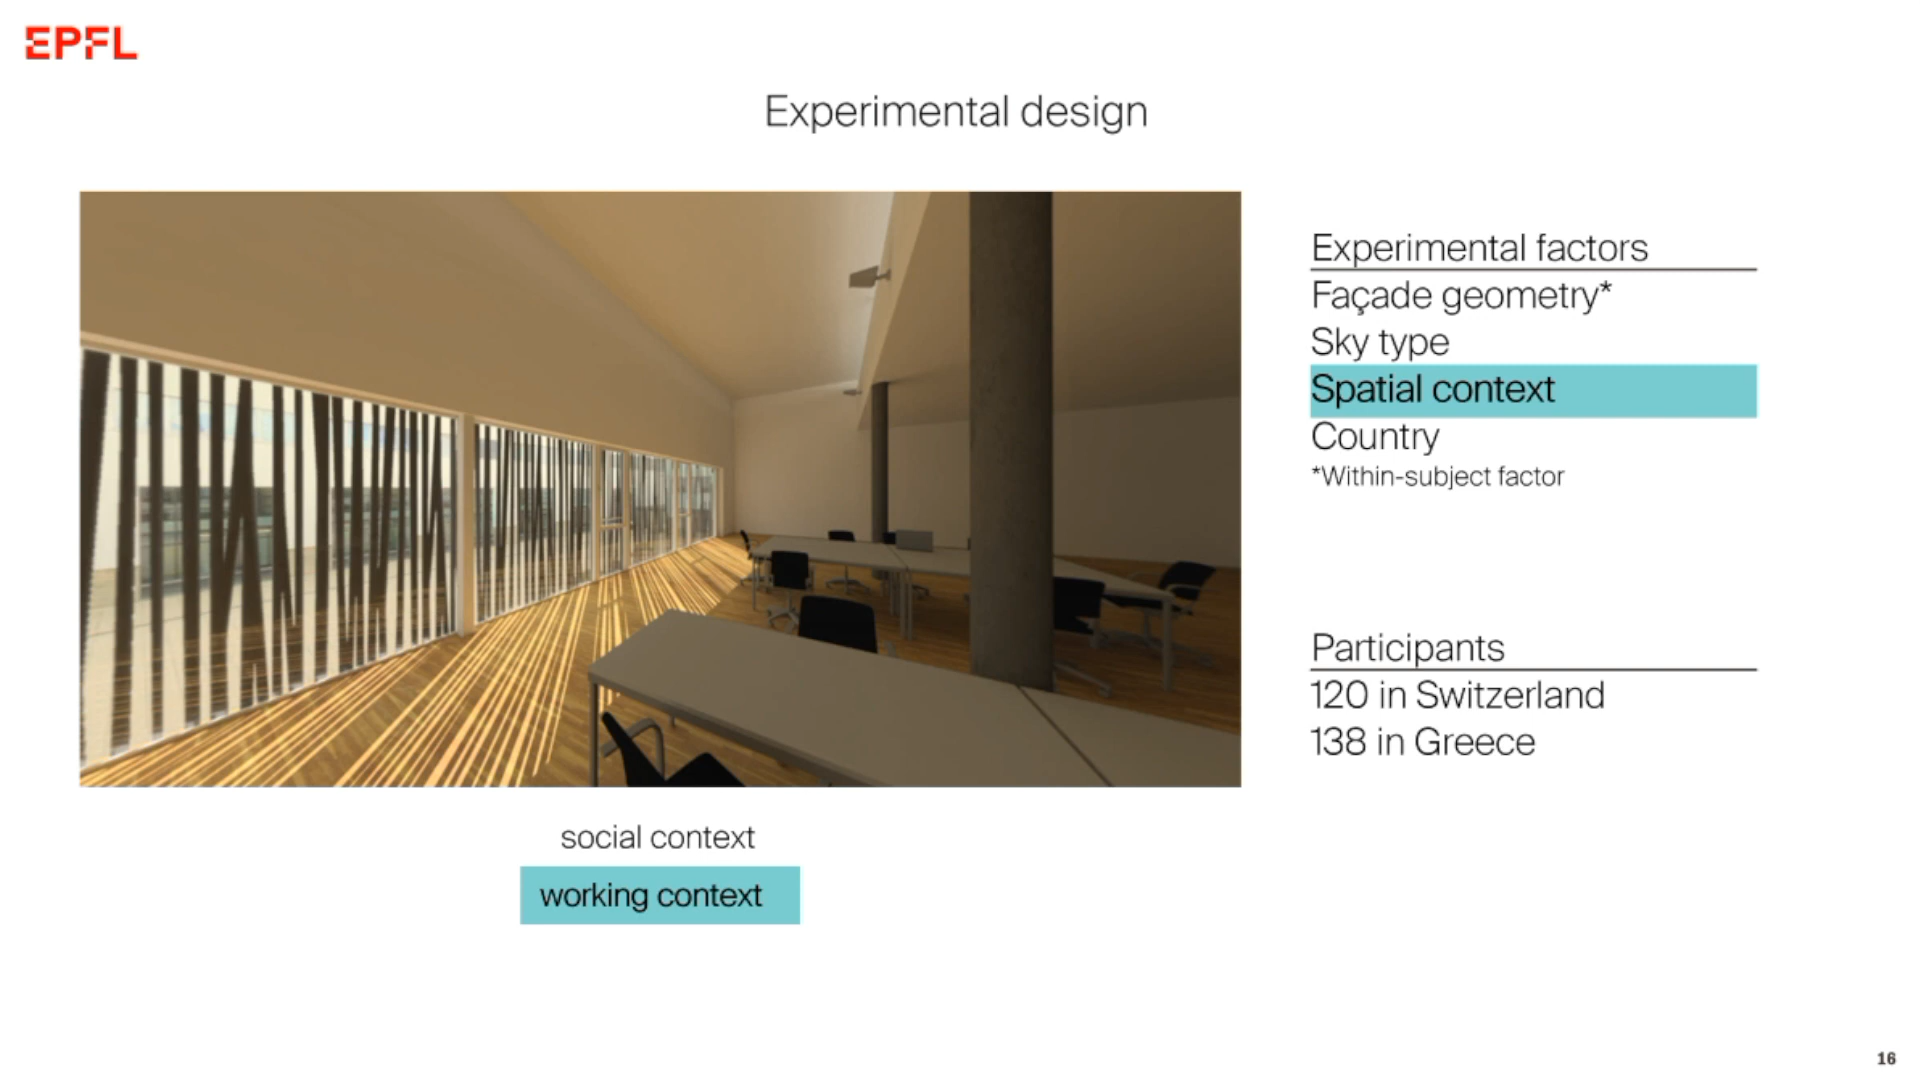 EPFL
Experimental design
Experimental factors
Façade geometry*
Sky type
Spatial context
Country
*Within-subject factor
Participants
120 in Switzerland
138 in Greece
social context
working context
16